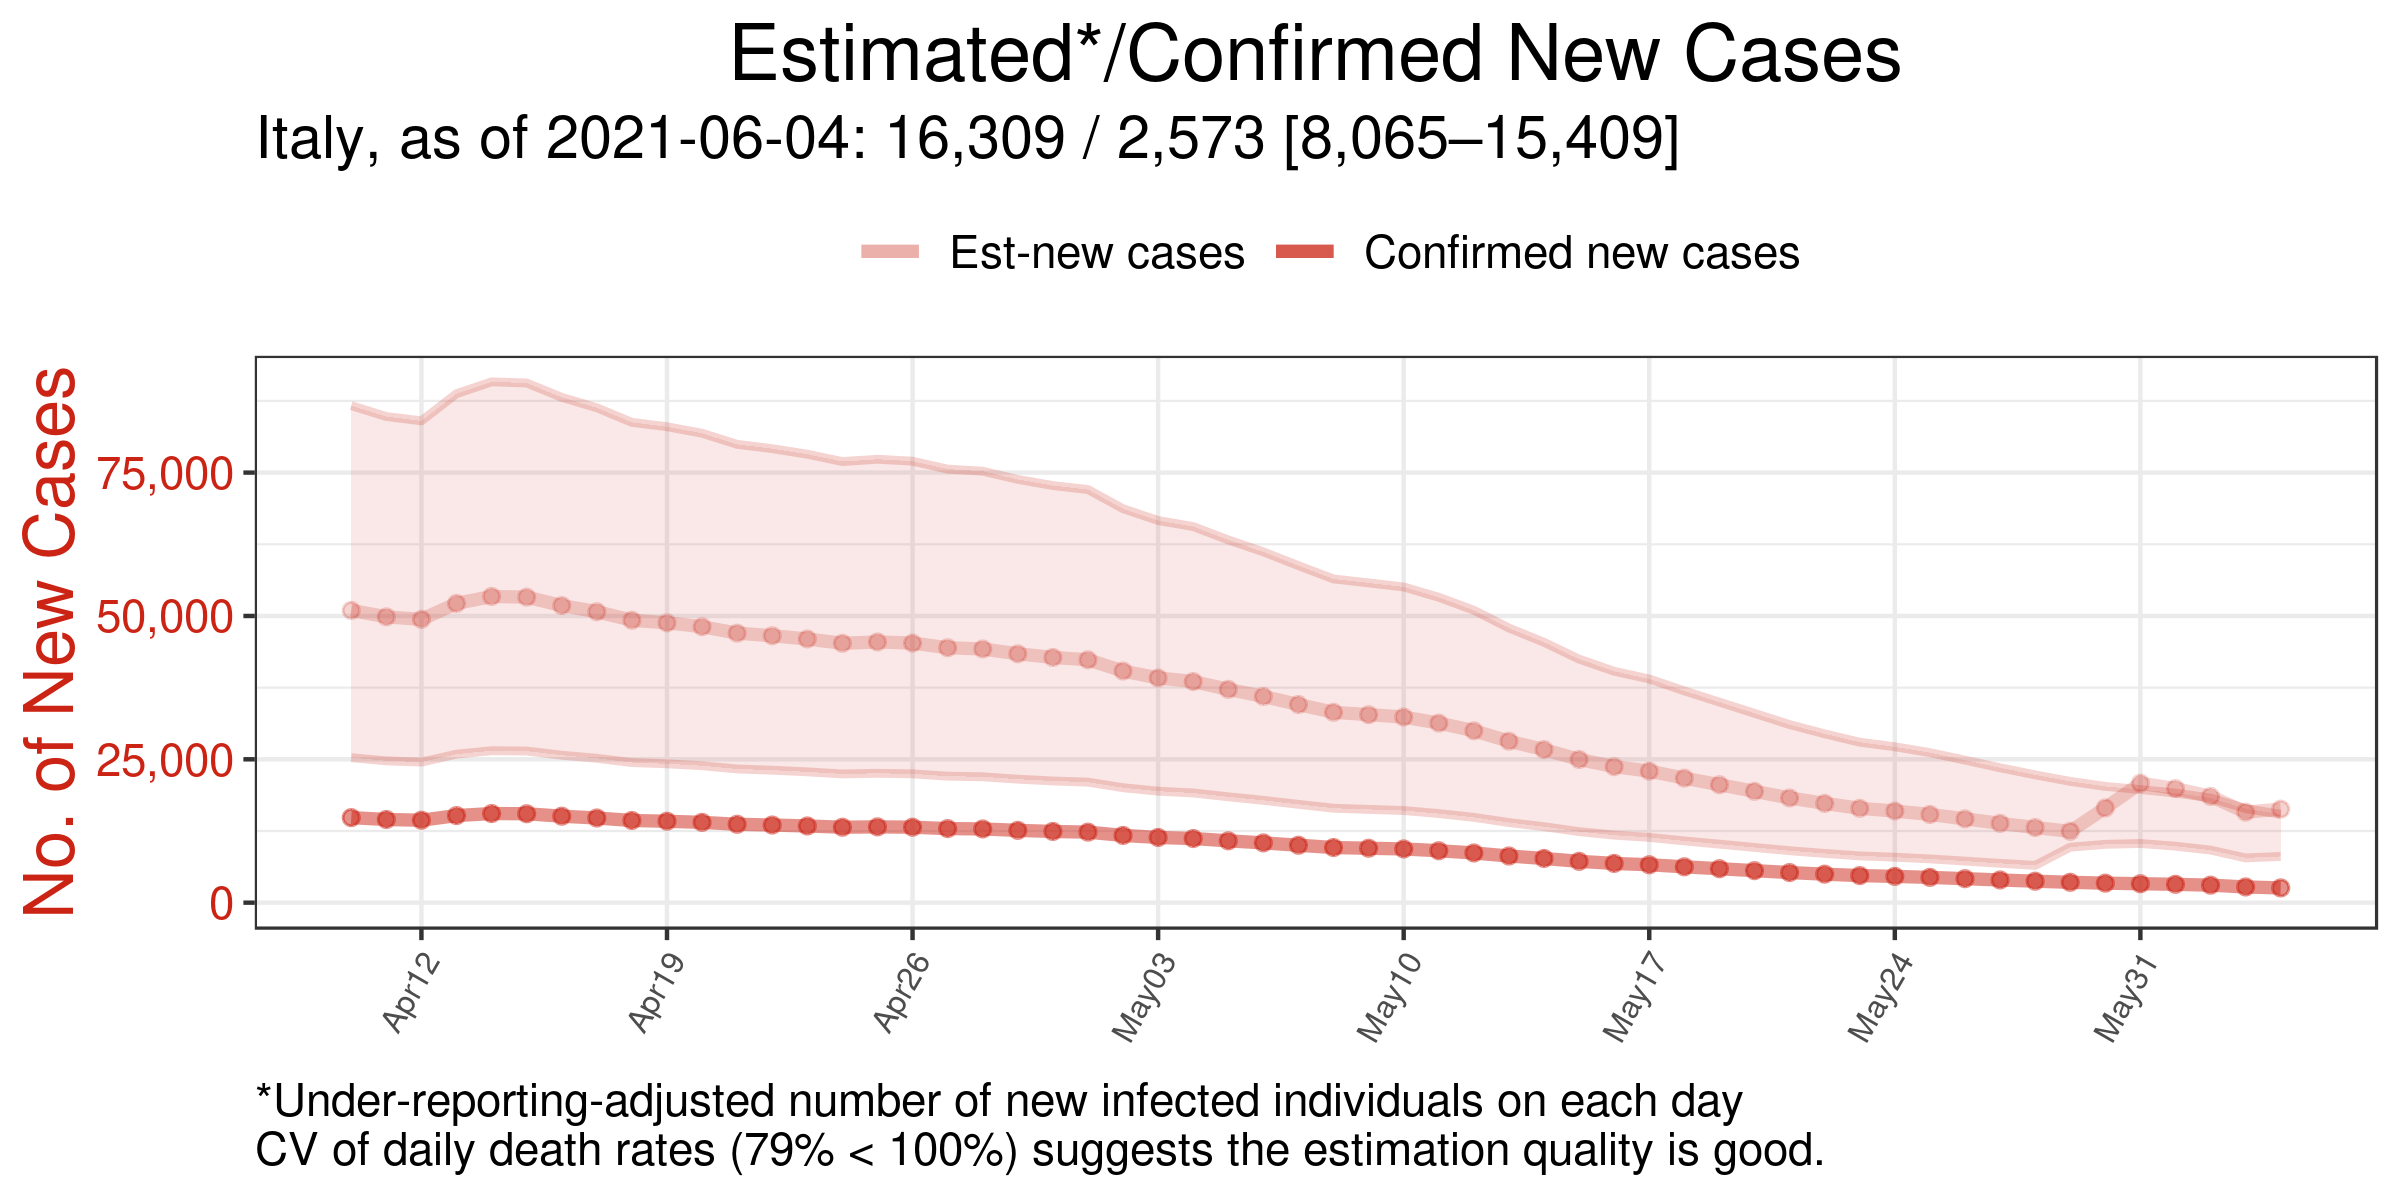 Estimated*/Confirmed New Cases
Italy, as of 2021-06-04: 16,309 / 2,573 [8,065–15,409]
Est-new cases Confirmed new cases
No. of New Cases
75,000
50,000
25,000
0
Apr12 Apr19 Apr26 May03 May10 May17 May24 May31
*Under-reporting-adjusted number of new infected individuals on each day
CV of daily death rates (79% < 100%) suggests the estimation quality is good.